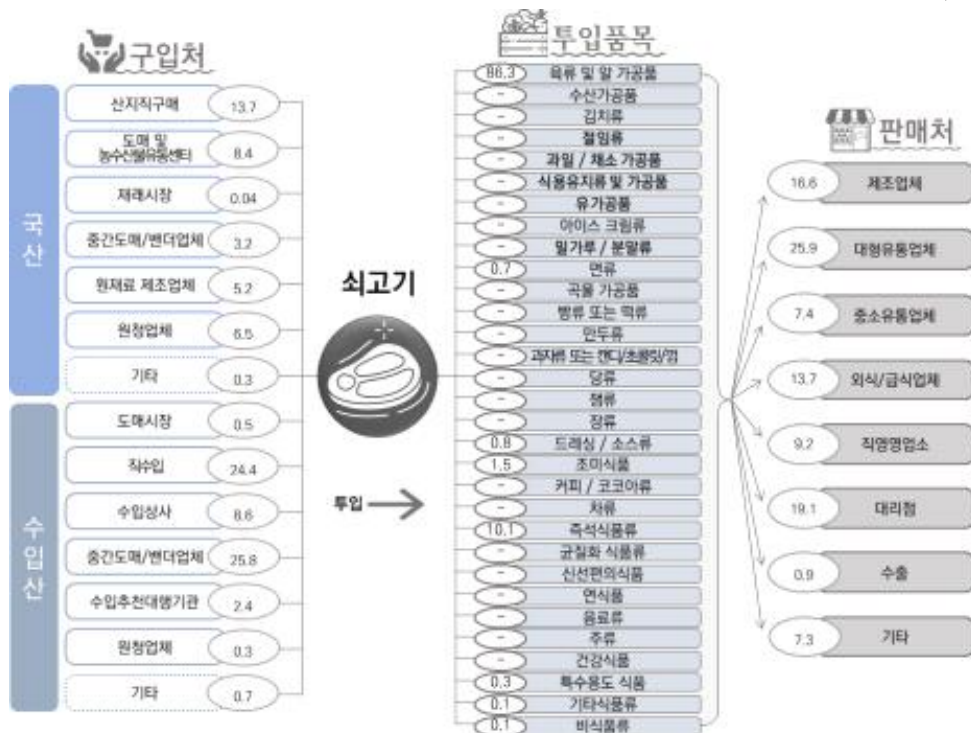 구입처
국산
산지직구매 13.7
도매 및
농수산물유통센터 8.4
재래시장 0.04
중간도매/밴더업체 3.2
원재료 제조업체 5.2
원청업체 6.5
기타 0.3
수입산
도매시장 0.5
직수입 24.4
수입상사 8.6
중간도매/밴더업체 25.8
수입추천대행기관 2.4
원청업체 0.3
기타 0.7
쇠고기
투입
투입품목
86.3 육류 및 알 가공품
- 수산가공품
- 김치류
- 절임류
- 과일 / 채소 가공품
- 식용유지류 및 가공품
- 유가공품
- 아이스 크림류
- 밀가루 / 분말류
0.7 면류
- 곡물 가공품
- 빵류 또는 떡류
- 만두류
- 과자류 또는 캔디/초콜릿/껌
- 당류
- 잼류
- 장류
0.8 드레싱 / 소스류
1.5 조미식품
- 커피 / 코코아류
- 차류
10.1 즉석식품류
- 균질화 식품류
- 신선편의식품
- 연식품
- 음료류
- 주류
- 건강식품
0.3 특수용도 식품
0.1 기타식품류
0.1 비식품류
판매처
16.6 제조업체
25.9 대형유통업체
7.4 중소유통업체
13.7 외식/급식업체
9.2 직영영업소
19.1 대리점
0.9 수출
7.3 기타